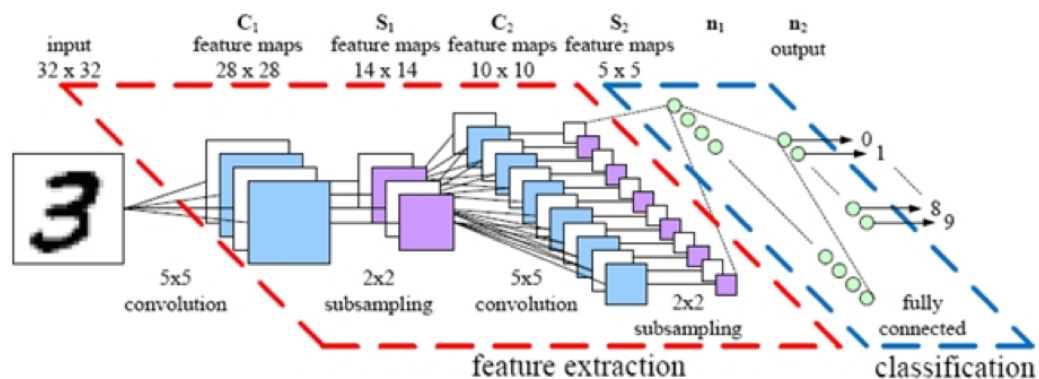 C1 S1 C2 S2 n1 n2
input feature maps feature maps feature maps feature maps output
32 x 32 28 x 28 14 x 14 10 x 10 5 x 5
3
0
1
8
9
5x5 2x2 5x5 2x2 fully
convolution subsampling convolution subsampling connected
feature extraction classification